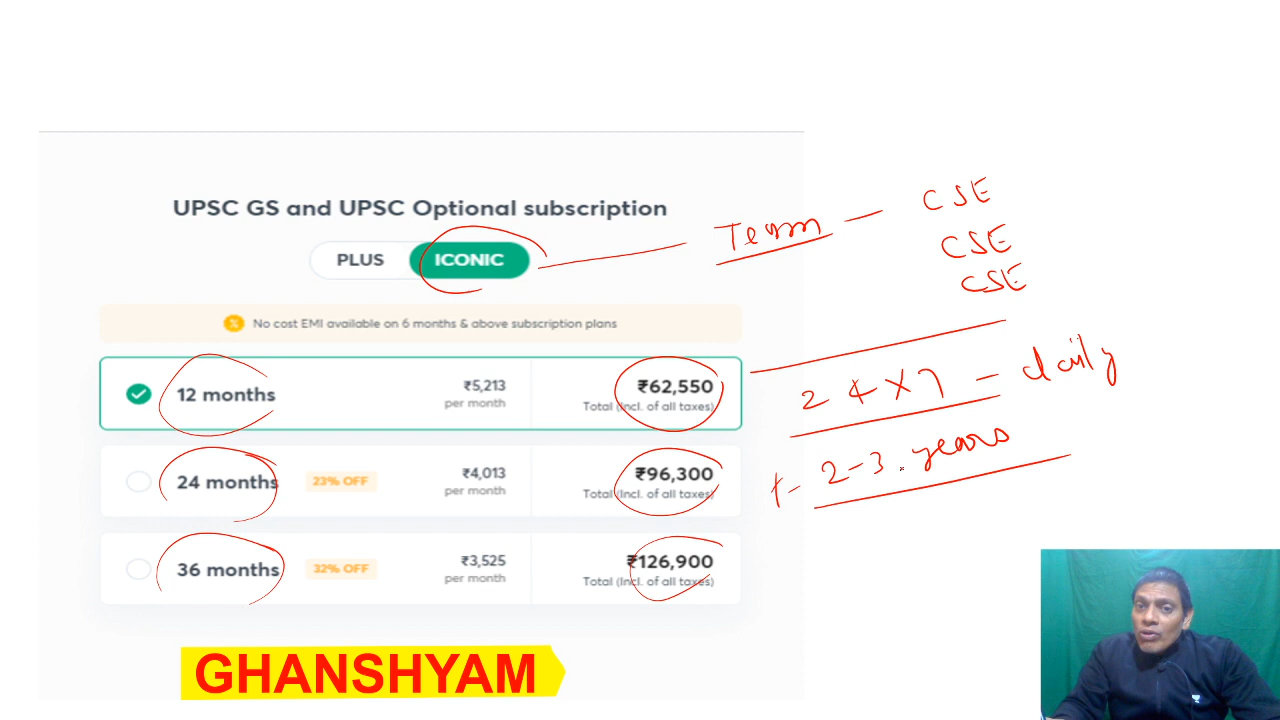 UPSC GS and UPSC Optional subscription
PLUS ICONIC
No cost EMI available on 6 months & above subscription plans
12 months ₹5,213 per month ₹62,550 Total (Incl. of all taxes)
24 months 23% OFF ₹4,013 per month ₹96,300 Total (Incl. of all taxes)
36 months 32% OFF ₹3,525 per month ₹126,900 Total (Incl. of all taxes)
GHANSHYAM
Team — CSE
CSE
CSE
24x7 – daily
2-3. years